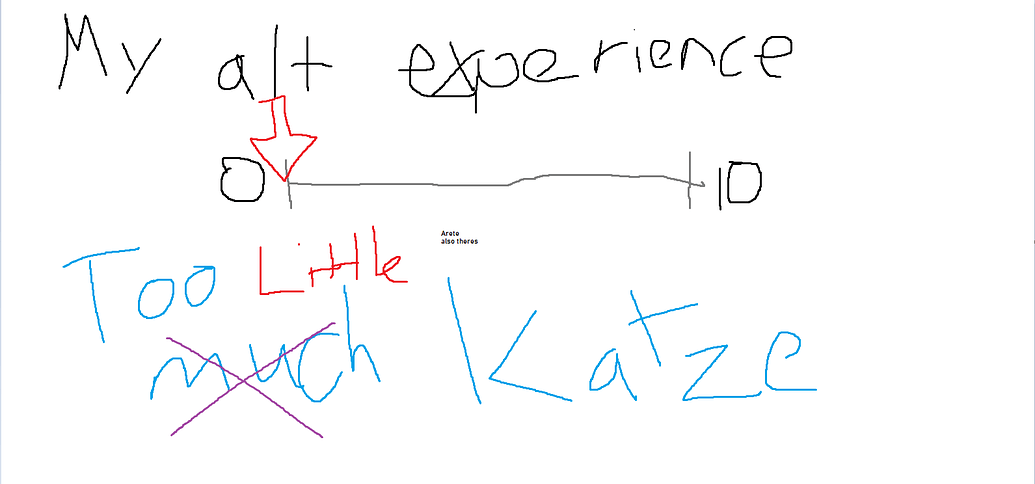 My alt experience
0 10
Arete
also theres
Too Little
much Katze